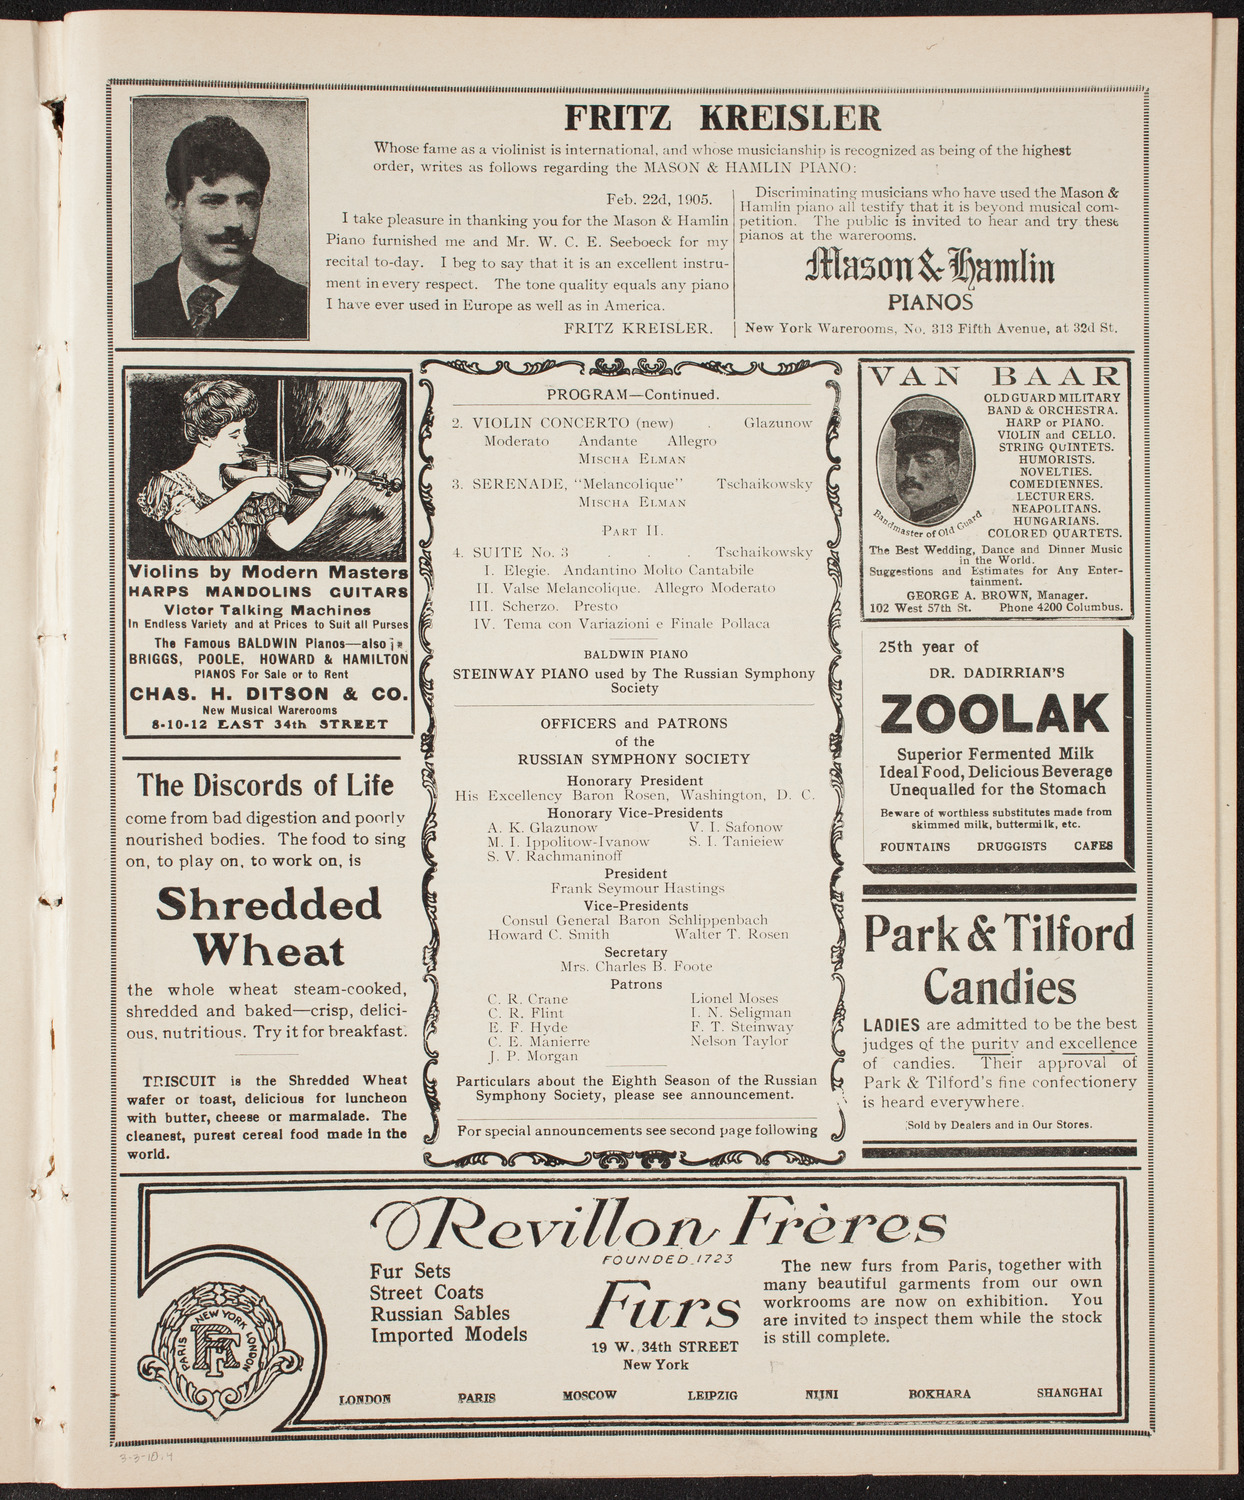 FRITZ KREISLER
Whose fame as a violinist is international, and whose musicianship is recognized as being of the highest
order, writes as follows regarding the MASON & HAMLIN PIANO:
Feb. 22d, 1905.
I take pleasure in thanking you for the Mason & Hamlin
Piano furnished me and Mr. W. C. E. Seeboeck for my
recital to-day. I beg to say that it is an excellent instru-
ment in every respect. The tone quality equals any piano
I have ever used in Europe as well as in America.
FRITZ KREISLER.
Discriminating musicians who have used the Mason &
Hamlin piano all testify that it is beyond musical com-
petition. The public is invited to hear and try these
pianos at the warerooms.
Mason & Hamlin
PIANOS
New York Warerooms, No. 313 Fifth Avenue, at 32d St.
Violins by Modern Masters
HARPS MANDOLINS GUITARS
Victor Talking Machines
In Endless Variety and at Prices to Suit all Purses
The Famous BALDWIN Pianos—also
BRIGGS, POOLE, HOWARD & HAMILTON
PIANOS For Sale or to Rent
CHAS. H. DITSON & CO.
New Musical Warerooms
8-10-12 EAST 34th STREET
The Discords of Life
come from bad digestion and poorly
nourished bodies. The food to sing
on, to play on, to work on, is
Shredded
Wheat
the whole wheat steam-cooked,
shredded and baked—crisp, delici-
ous, nutritious. Try it for breakfast.
TRISCUIT is the Shredded Wheat
wafer or toast, delicious for luncheon
with butter, cheese or marmalade. The
cleanest, purest cereal food made in the
world.
PROGRAM—Continued.
2. VIOLIN CONCERTO (new) . Glazunow
Moderato Andante Allegro
MISCHA ELMAN
3. SERENADE, "Melancolique" Tschaikowsky
MISCHA ELMAN
PART II.
4. SUITE No. 3 . . . Tschaikowsky
I. Elegie. Andantino Molto Cantabile
II. Valse Melancolique. Allegro Moderato
III. Scherzo. Presto
IV. Tema con Variazioni e Finale Pollaca
BALDWIN PIANO
STEINWAY PIANO used by The Russian Symphony
Society
OFFICERS and PATRONS
of the
RUSSIAN SYMPHONY SOCIETY
Honorary President
His Excellency Baron Rosen, Washington, D. C.
Honorary Vice-Presidents
A. K. Glazunow V. I. Safonow
M. I. Ippolitow-Ivanow S. I. Tanieiew
S. V. Rachmaninoff
President
Frank Seymour Hastings
Vice-Presidents
Consul General Baron Schlippenbach
Howard C. Smith Walter T. Rosen
Secretary
Mrs. Charles B. Foote
Patrons
C. R. Crane Lionel Moses
C. R. Flint I. N. Seligman
E. F. Hyde F. T. Steinway
C. E. Manierre Nelson Taylor
J. P. Morgan
Particulars about the Eighth Season of the Russian
Symphony Society, please see announcement.
For special announcements see second page following
VAN BAAR
OLD GUARD MILITARY
BAND & ORCHESTRA.
HARP or PIANO.
VIOLIN and CELLO.
STRING QUINTETS.
HUMORISTS.
NOVELTIES.
COMEDIENNES.
LECTURERS.
NEAPOLITANS.
HUNGARIANS.
COLORED QUARTETS.
Bandmaster of Old Guard
The Best Wedding, Dance and Dinner Music
in the World.
Suggestions and Estimates for Any Enter-
tainment.
GEORGE A. BROWN, Manager.
102 West 57th St. Phone 4200 Columbus.
25th year of
DR. DADIRRIAN'S
ZOOLAK
Superior Fermented Milk
Ideal Food, Delicious Beverage
Unequalled for the Stomach
Beware of worthless substitutes made from
skimmed milk, buttermilk, etc.
FOUNTAINS DRUGGISTS CAFES
Park & Tilford
Candies
LADIES are admitted to be the best
judges of the purity and excellence
of candies. Their approval of
Park & Tilford's fine confectionery
is heard everywhere.
Sold by Dealers and in Our Stores.
Revillon Frères
FOUNDED 1723
Fur Sets
Street Coats
Russian Sables
Imported Models
Furs
19 W. 34th STREET
New York
The new furs from Paris, together with
many beautiful garments from our own
workrooms are now on exhibition. You
are invited to inspect them while the stock
is still complete.
PARIS NEW YORK LONDON
RF
LONDON PARIS MOSCOW LEIPZIG NIJNI BOKHARA SHANGHAI
3-3-10.4